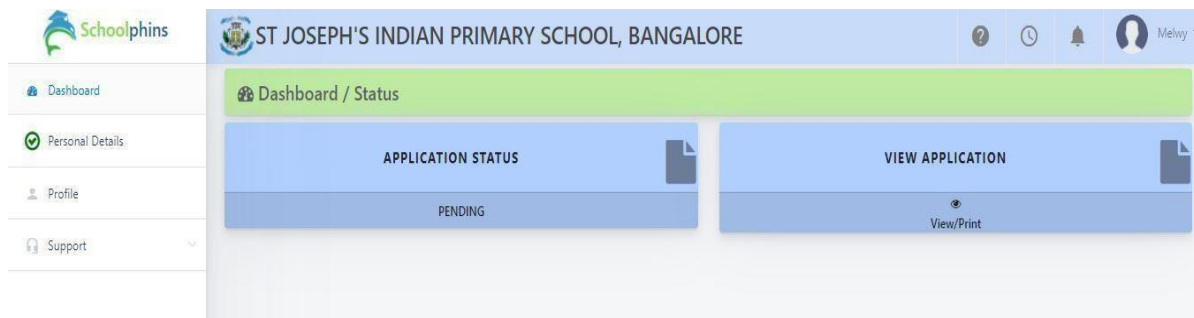 Schoolphins
ST JOSEPH'S INDIAN PRIMARY SCHOOL, BANGALORE
Melwy
Dashboard
Personal Details
Profile
Support
Dashboard / Status
APPLICATION STATUS
PENDING
VIEW APPLICATION
View/Print